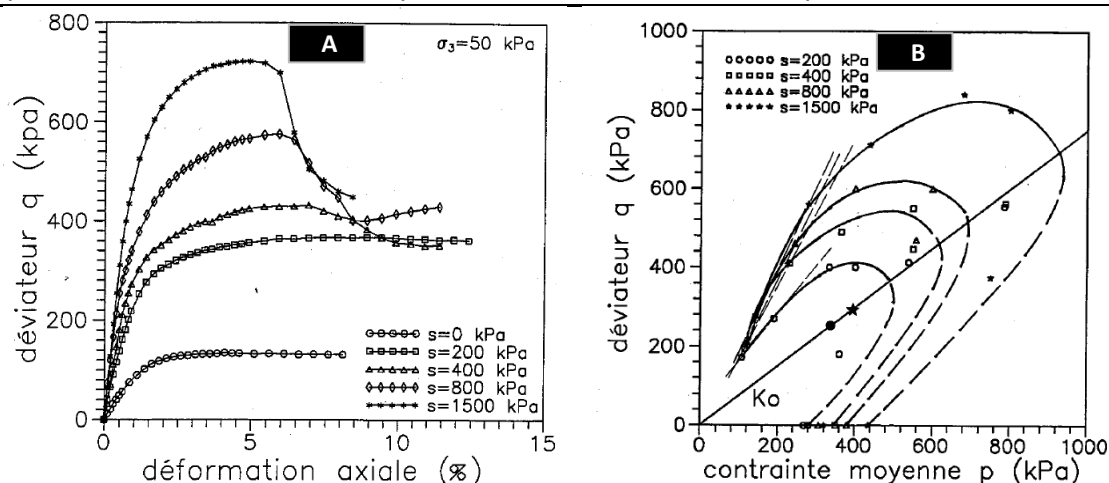 A
σ₃=50 kPa
800
600
400
200
0
0
5
10
15
déviateur q (kpa)
déformation axiale (%)
s=0 kPa
s=200 kPa
s=400 kPa
s=800 kPa
s=1500 kPa
B
1000
800
600
400
200
0
0
200
400
600
800
1000
déviateur q (kPa)
contrainte moyenne p (kPa)
s=200 kPa
s=400 kPa
s=800 kPa
s=1500 kPa
Ko